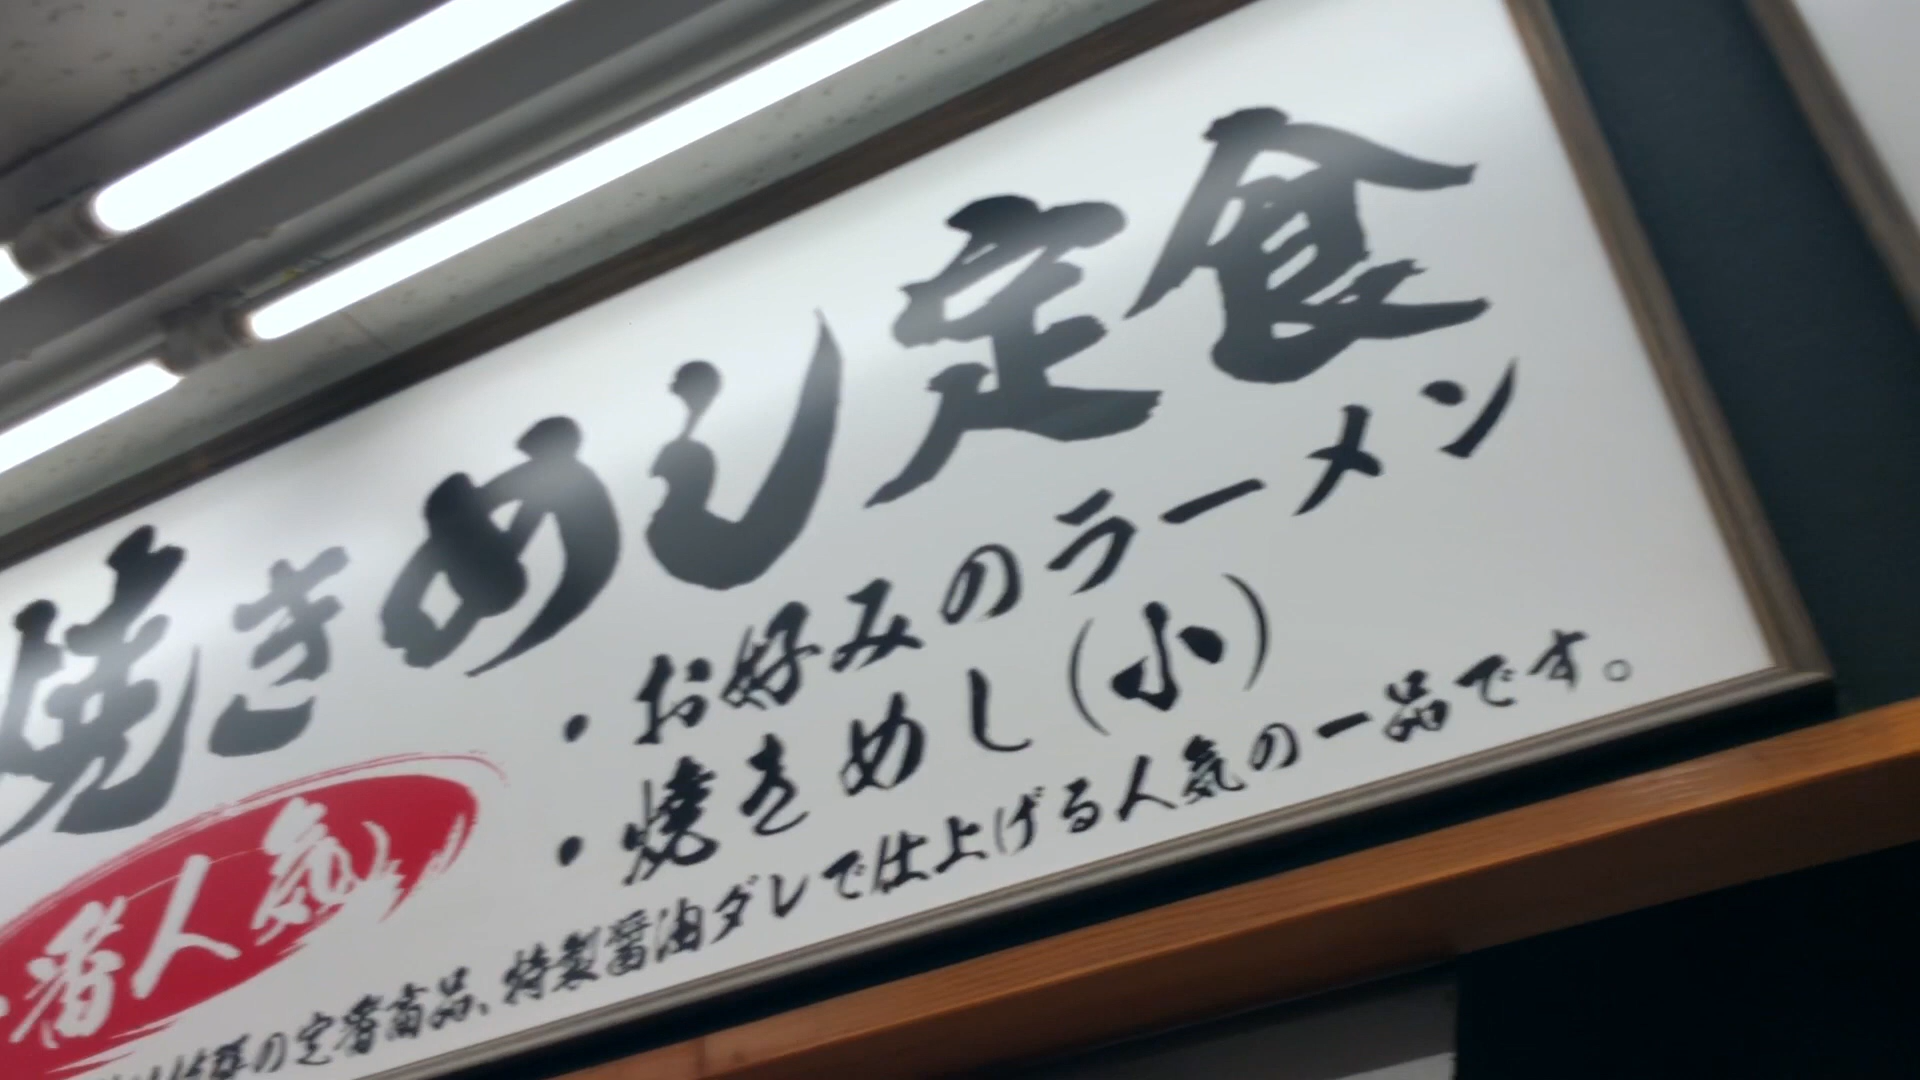 焼きめし定食
・お好みのラーメン
・焼きめし(小)
番人気
の定番商品、特製醤油ダレで仕上げる人気の一品です。